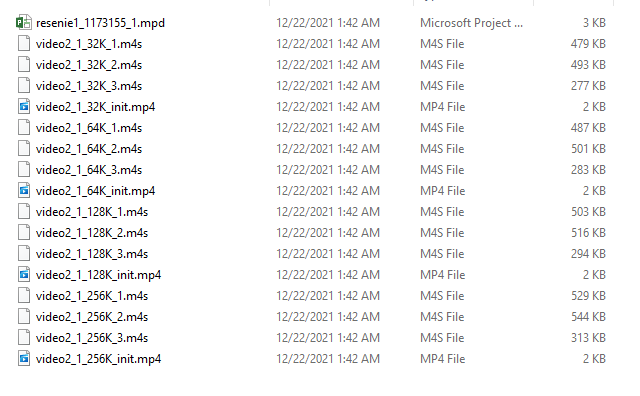 resenie1_1173155_1.mpd 12/22/2021 1:42 AM Microsoft Project ... 3 KB
video2_1_32K_1.m4s 12/22/2021 1:42 AM M4S File 479 KB
video2_1_32K_2.m4s 12/22/2021 1:42 AM M4S File 493 KB
video2_1_32K_3.m4s 12/22/2021 1:42 AM M4S File 277 KB
video2_1_32K_init.mp4 12/22/2021 1:42 AM MP4 File 2 KB
video2_1_64K_1.m4s 12/22/2021 1:42 AM M4S File 487 KB
video2_1_64K_2.m4s 12/22/2021 1:42 AM M4S File 501 KB
video2_1_64K_3.m4s 12/22/2021 1:42 AM M4S File 283 KB
video2_1_64K_init.mp4 12/22/2021 1:42 AM MP4 File 2 KB
video2_1_128K_1.m4s 12/22/2021 1:42 AM M4S File 503 KB
video2_1_128K_2.m4s 12/22/2021 1:42 AM M4S File 516 KB
video2_1_128K_3.m4s 12/22/2021 1:42 AM M4S File 294 KB
video2_1_128K_init.mp4 12/22/2021 1:42 AM MP4 File 2 KB
video2_1_256K_1.m4s 12/22/2021 1:42 AM M4S File 529 KB
video2_1_256K_2.m4s 12/22/2021 1:42 AM M4S File 544 KB
video2_1_256K_3.m4s 12/22/2021 1:42 AM M4S File 313 KB
video2_1_256K_init.mp4 12/22/2021 1:42 AM MP4 File 2 KB